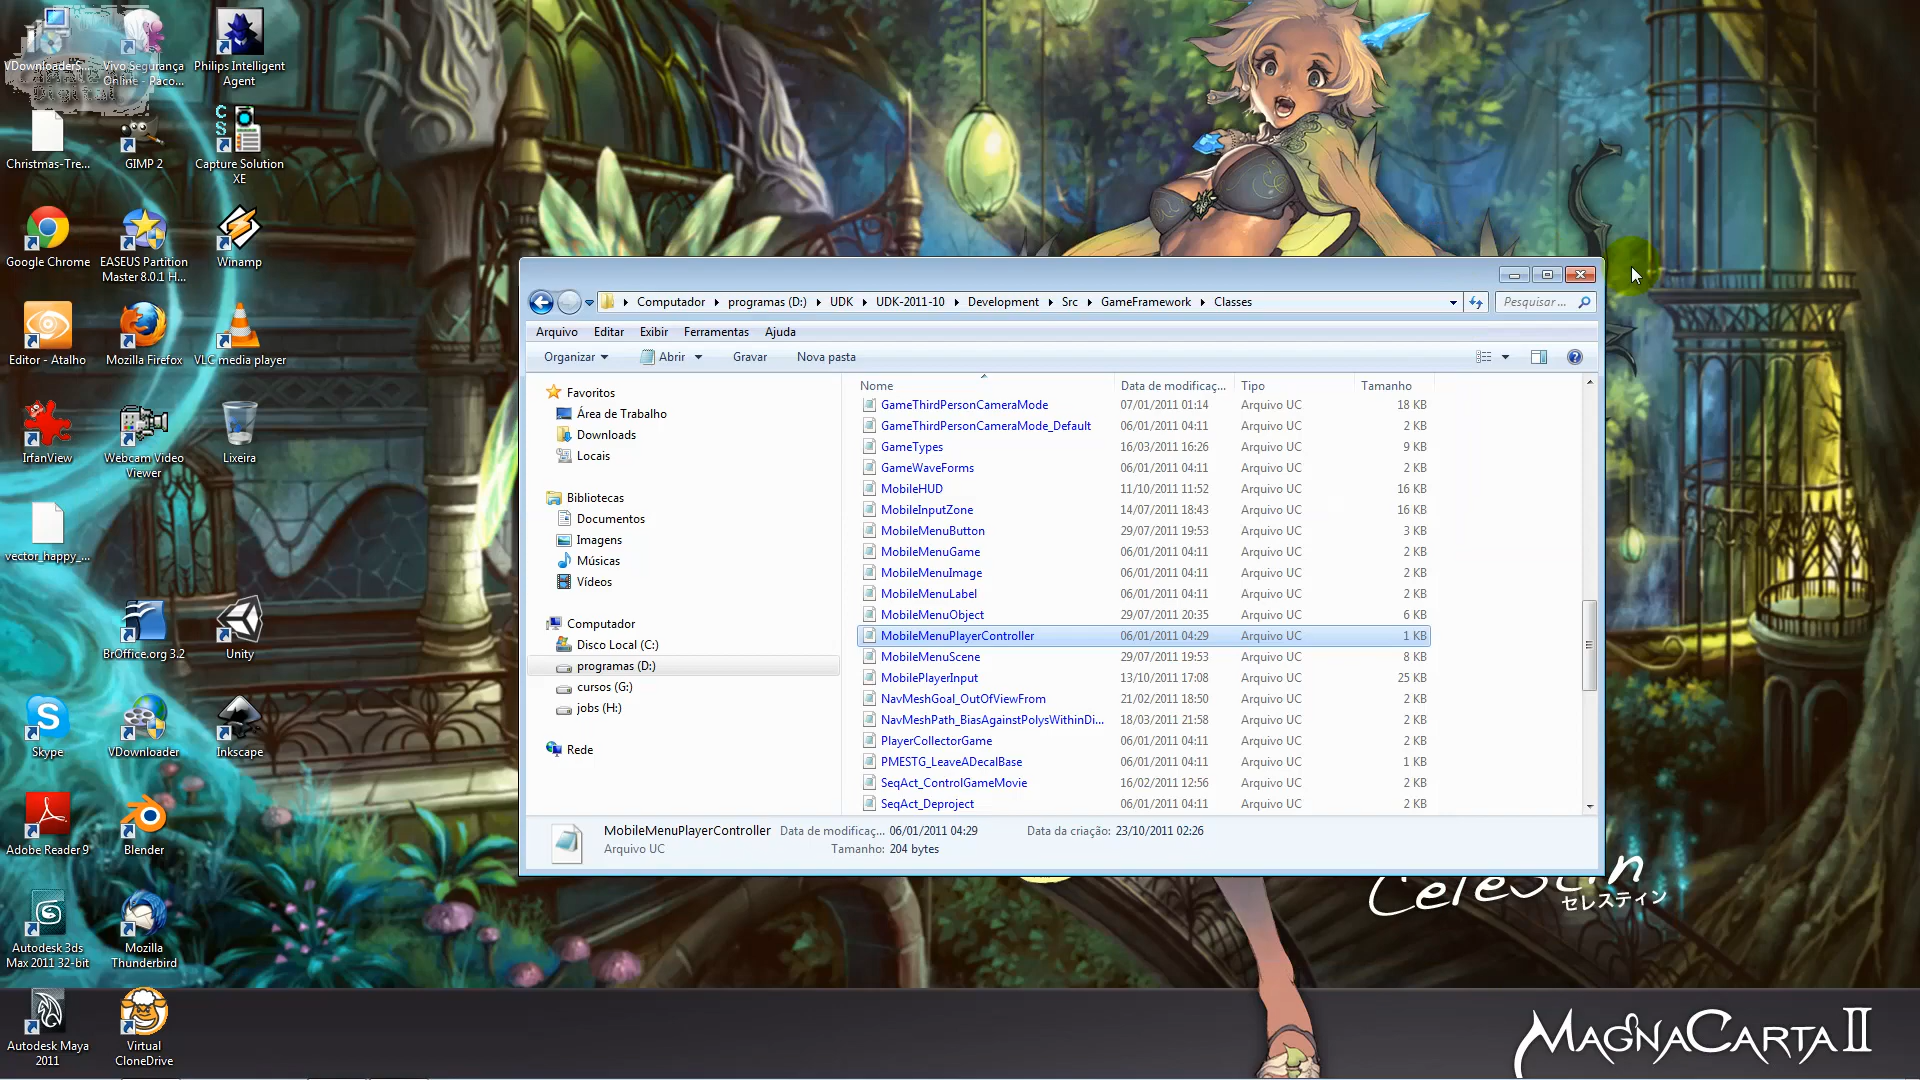 VDownloaderS...
Vivo Segurança
Online - Paco...
Philips Intelligent
Agent
Christmas-Tre...
GIMP 2
Capture Solution
XE
Google Chrome
EASEUS Partition
Master 8.0.1 H...
Winamp
Editor - Atalho
Mozilla Firefox
VLC media player
IrfanView
Webcam Video
Viewer
Lixeira
vector_happy_...
BrOffice.org 3.2
Unity
Skype
VDownloader
Inkscape
Adobe Reader 9
Blender
Autodesk 3ds
Max 2011 32-bit
Mozilla
Thunderbird
Autodesk Maya
2011
Virtual
CloneDrive
Computador programas (D:) UDK UDK-2011-10 Development Src GameFramework Classes
Pesquisar ...
Arquivo Editar Exibir Ferramentas Ajuda
Organizar Abrir Gravar Nova pasta
Favoritos
Área de Trabalho
Downloads
Locais
Bibliotecas
Documentos
Imagens
Músicas
Vídeos
Computador
Disco Local (C:)
programas (D:)
cursos (G:)
jobs (H:)
Rede
Nome Data de modificaç... Tipo Tamanho
GameThirdPersonCameraMode 07/01/2011 01:14 Arquivo UC 18 KB
GameThirdPersonCameraMode_Default 06/01/2011 04:11 Arquivo UC 2 KB
GameTypes 16/03/2011 16:26 Arquivo UC 9 KB
GameWaveForms 06/01/2011 04:11 Arquivo UC 2 KB
MobileHUD 11/10/2011 11:52 Arquivo UC 16 KB
MobileInputZone 14/07/2011 18:43 Arquivo UC 16 KB
MobileMenuButton 29/07/2011 19:53 Arquivo UC 3 KB
MobileMenuGame 06/01/2011 04:11 Arquivo UC 2 KB
MobileMenuImage 06/01/2011 04:11 Arquivo UC 2 KB
MobileMenuLabel 06/01/2011 04:11 Arquivo UC 2 KB
MobileMenuObject 29/07/2011 20:35 Arquivo UC 6 KB
MobileMenuPlayerController 06/01/2011 04:29 Arquivo UC 1 KB
MobileMenuScene 29/07/2011 19:53 Arquivo UC 8 KB
MobilePlayerInput 13/10/2011 17:08 Arquivo UC 25 KB
NavMeshGoal_OutOfViewFrom 21/02/2011 18:50 Arquivo UC 2 KB
NavMeshPath_BiasAgainstPolysWithinDi... 18/03/2011 21:58 Arquivo UC 2 KB
PlayerCollectorGame 06/01/2011 04:11 Arquivo UC 2 KB
PMESTG_LeaveADecalBase 06/01/2011 04:11 Arquivo UC 1 KB
SeqAct_ControlGameMovie 16/02/2011 12:56 Arquivo UC 2 KB
SeqAct_Deproject 06/01/2011 04:11 Arquivo UC 2 KB
MobileMenuPlayerController Data de modificaç... 06/01/2011 04:29 Data da criação: 23/10/2011 02:26
Arquivo UC Tamanho: 204 bytes
セレスティン
MAGNACARTA II